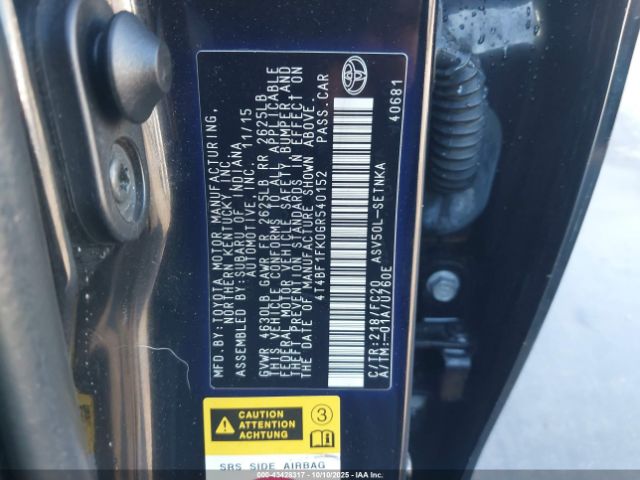 MFD.BY:TOYOTA MOTOR MANUFACTURING,
NORTHERN KENTUCKY, INC.
ASSEMBLED BY:SUBARU OF INDIANA
AUTOMOTIVE, INC. 11/15
GVWR 4630LB GAWR FR 2625LB RR 2625LB
THIS VEHICLE CONFORMS TO ALL APPLICABLE
FEDERAL MOTOR VEHICLE SAFETY, BUMPER, AND
THEFT PREVENTION STANDARDS IN EFFECT ON
THE DATE OF MANUFACTURE SHOWN ABOVE.
4T4BF1FK0GR540152 PASS.CAR
C/TR:218/FC20 ASV50L-SETNKA
A/TM:-01A/U760E
40681
CAUTION
ATTENTION
ACHTUNG
3
SRS SIDE AIRBAG
000-43428317 - 10/10/2025 - IAAI.COM